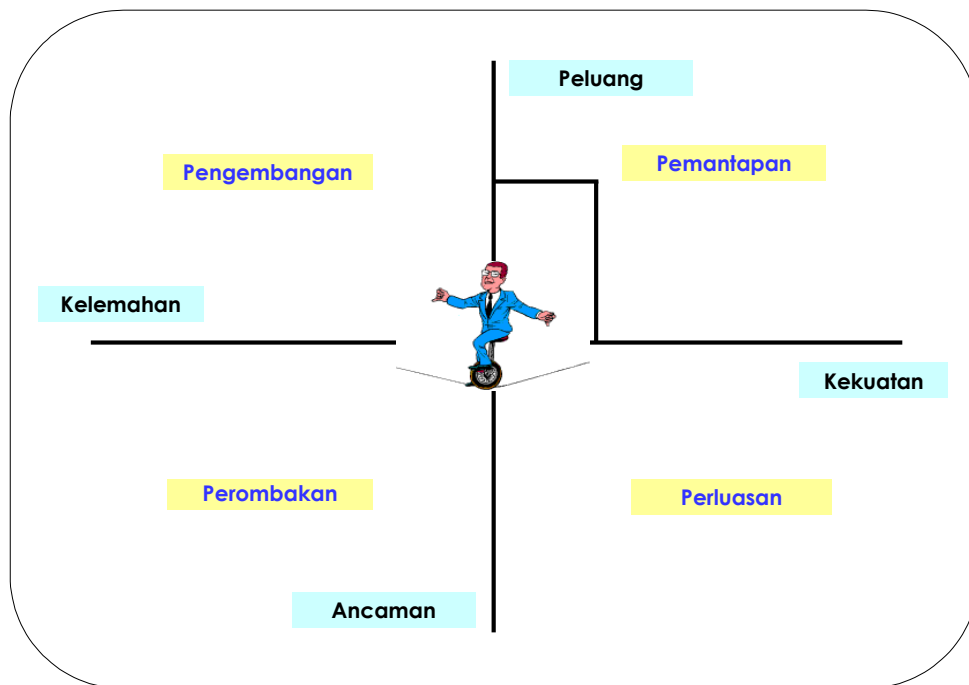 Peluang
Pengembangan
Pemantapan
Kelemahan
Kekuatan
Perombakan
Perluasan
Ancaman